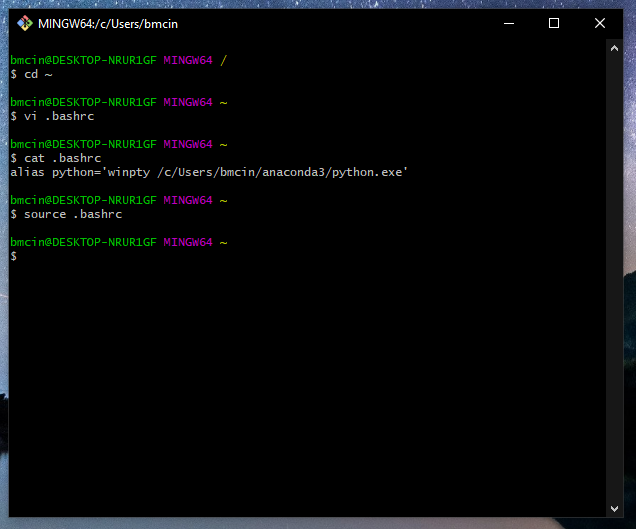 MINGW64:/c/Users/bmcin
bmcin@DESKTOP-NRUR1GF MINGW64 /
$ cd ~
bmcin@DESKTOP-NRUR1GF MINGW64 ~
$ vi .bashrc
bmcin@DESKTOP-NRUR1GF MINGW64 ~
$ cat .bashrc
alias python='winpty /c/Users/bmcin/anaconda3/python.exe'
bmcin@DESKTOP-NRUR1GF MINGW64 ~
$ source .bashrc
bmcin@DESKTOP-NRUR1GF MINGW64 ~
$